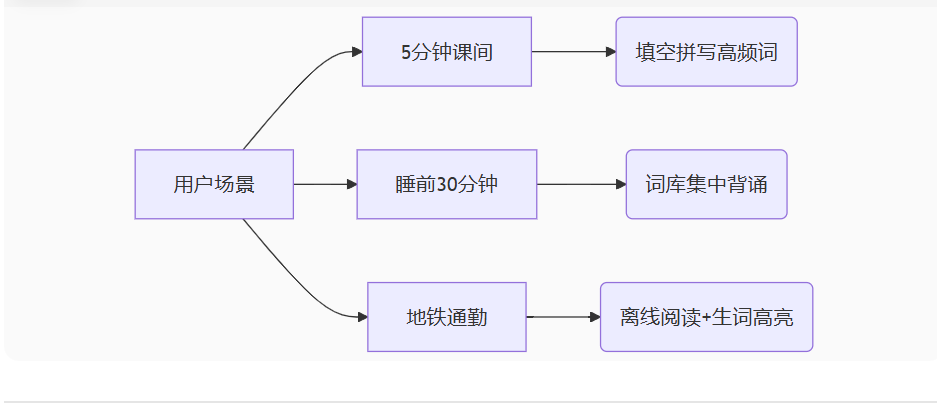 5分钟课间
填空拼写高频词
用户场景
睡前30分钟
词库集中背诵
地铁通勤
离线阅读+生词高亮